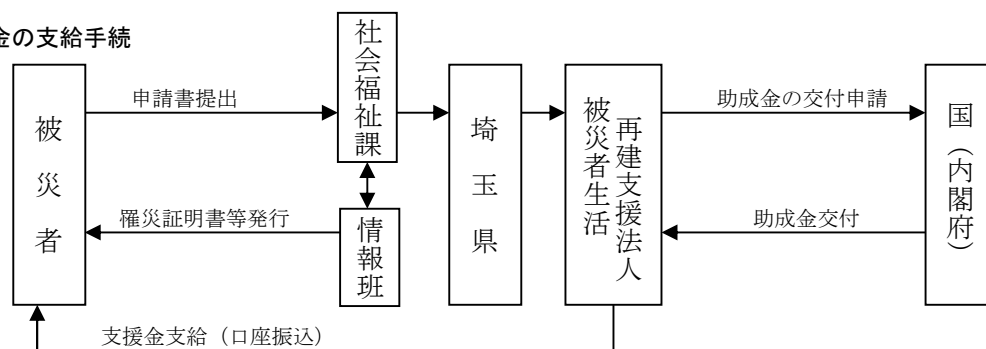 金の支給手続
被災者
申請書提出
罹災証明書等発行
社会福祉課
情報班
埼玉県
被災者生活
再建支援法人
助成金の交付申請
助成金交付
国(内閣府)
支援金支給(口座振込)